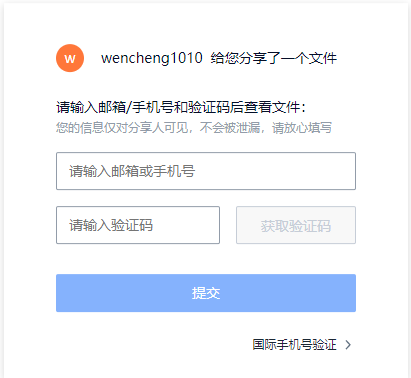 w wencheng1010 给您分享了一个文件
请输入邮箱/手机号和验证码后查看文件：
您的信息仅对分享人可见，不会被泄漏，请放心填写
请输入邮箱或手机号
请输入验证码 获取验证码
提交
国际手机号验证